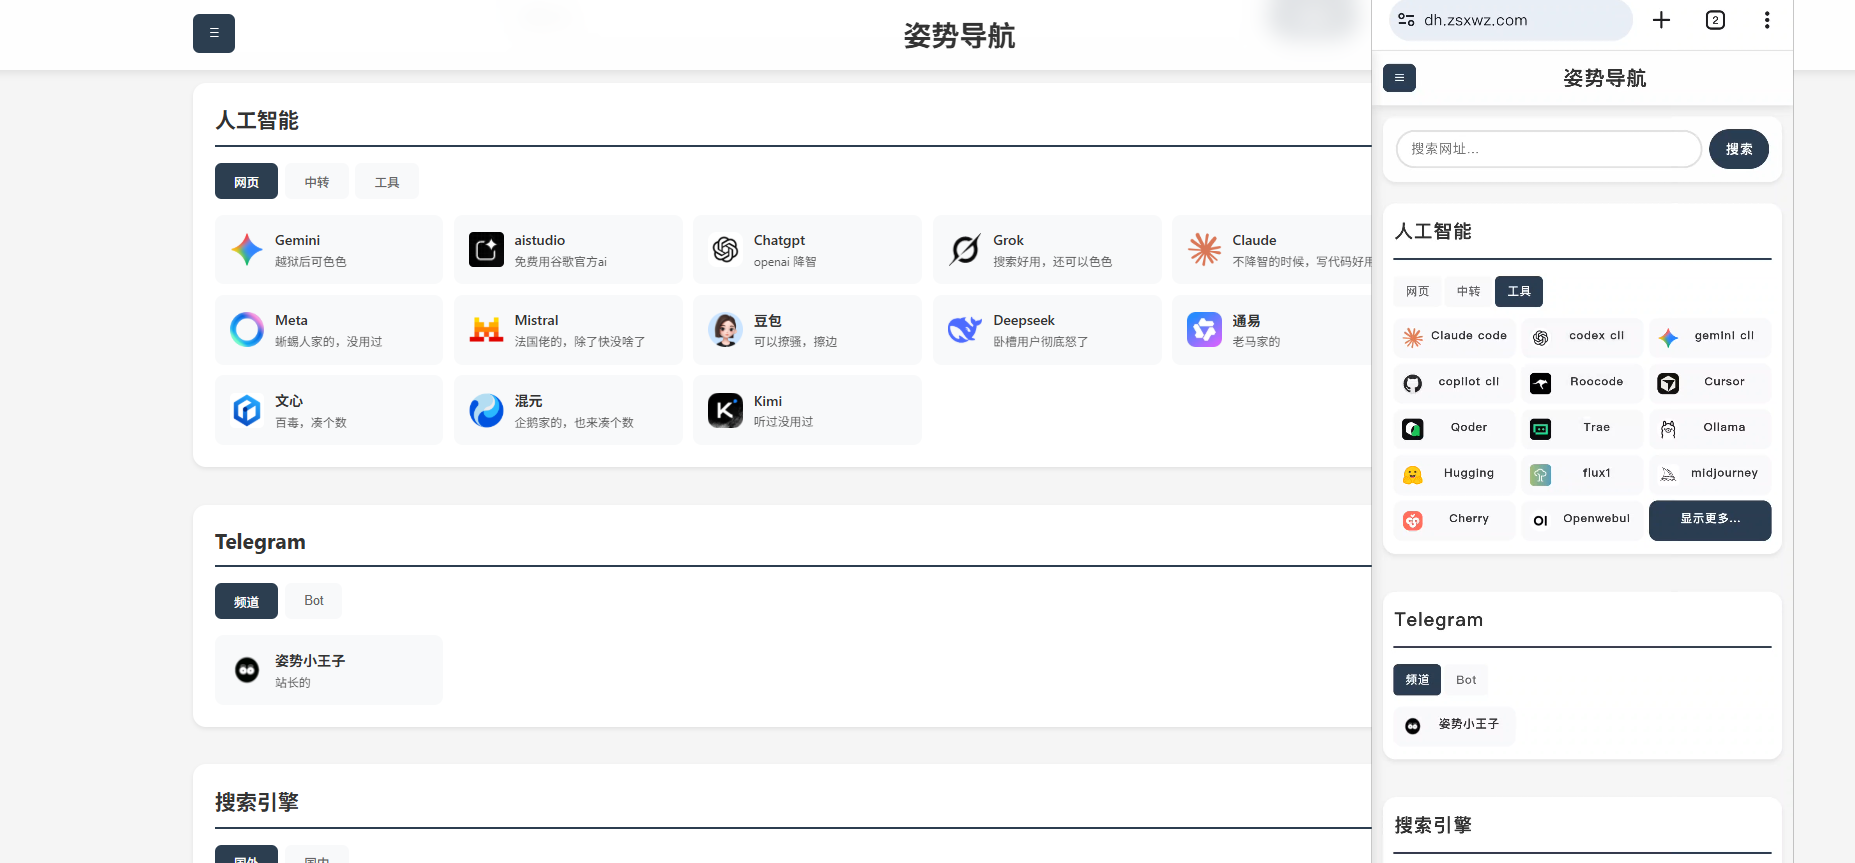 姿势导航
人工智能
网页 中转 工具
Gemini
越狱后可色色
aistudio
免费用谷歌官方ai
Chatgpt
openai 降智
Grok
搜索好用，还可以色色
Claude
不降智的时候，写代码好用
Meta
蜥蜴人家的，没用过
Mistral
法国佬的，除了快没啥了
豆包
可以撩骚，擦边
Deepseek
卧槽用户彻底怒了
通易
老马家的
文心
百毒，凑个数
混元
企鹅家的，也来凑个数
Kimi
听过没用过
Telegram
频道 Bot
姿势小王子
站长的
搜索引擎
国外 国内
dh.zsxwz.com 2
姿势导航
搜索网址... 搜索
人工智能
网页 中转 工具
Claude code codex cli gemini cli
copilot cli Roocode Cursor
Qoder Trae Ollama
Hugging flux1 midjourney
Cherry Openwebui 显示更多...
Telegram
频道 Bot
姿势小王子
搜索引擎